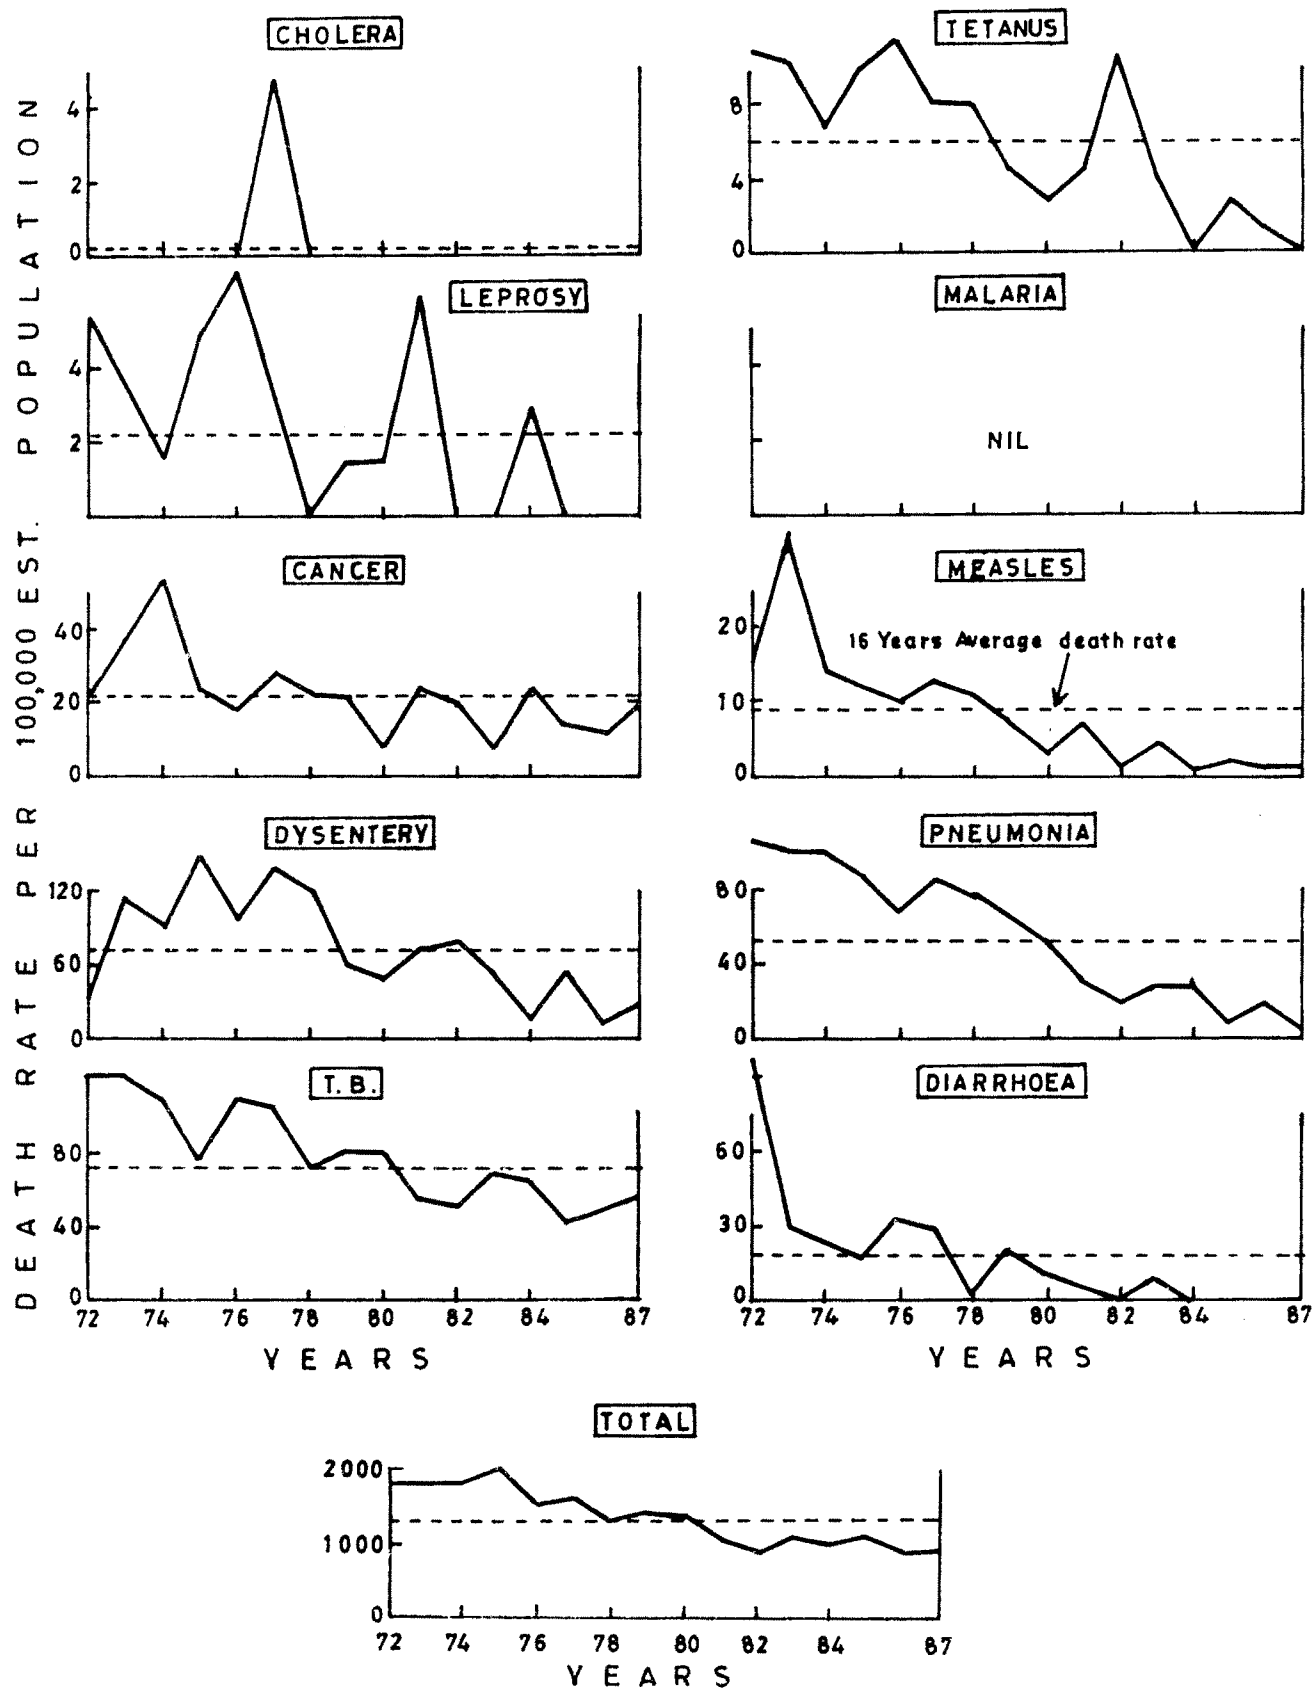 CHOLERA
4
2
0
TETANUS
8
4
0
LEPROSY
4
2
MALARIA
NIL
CANCER
40
20
0
MEASLES
20
10
0
16 Years Average death rate
DYSENTERY
120
60
0
PNEUMONIA
80
40
0
T.B.
80
40
0
72 74 76 78 80 82 84 87
YEARS
DIARRHOEA
60
30
0
72 74 76 78 80 82 84 87
YEARS
DEATH RATE PER 100,000 EST. POPULATION
TOTAL
2000
1000
0
72 74 76 78 80 82 84 87
YEARS